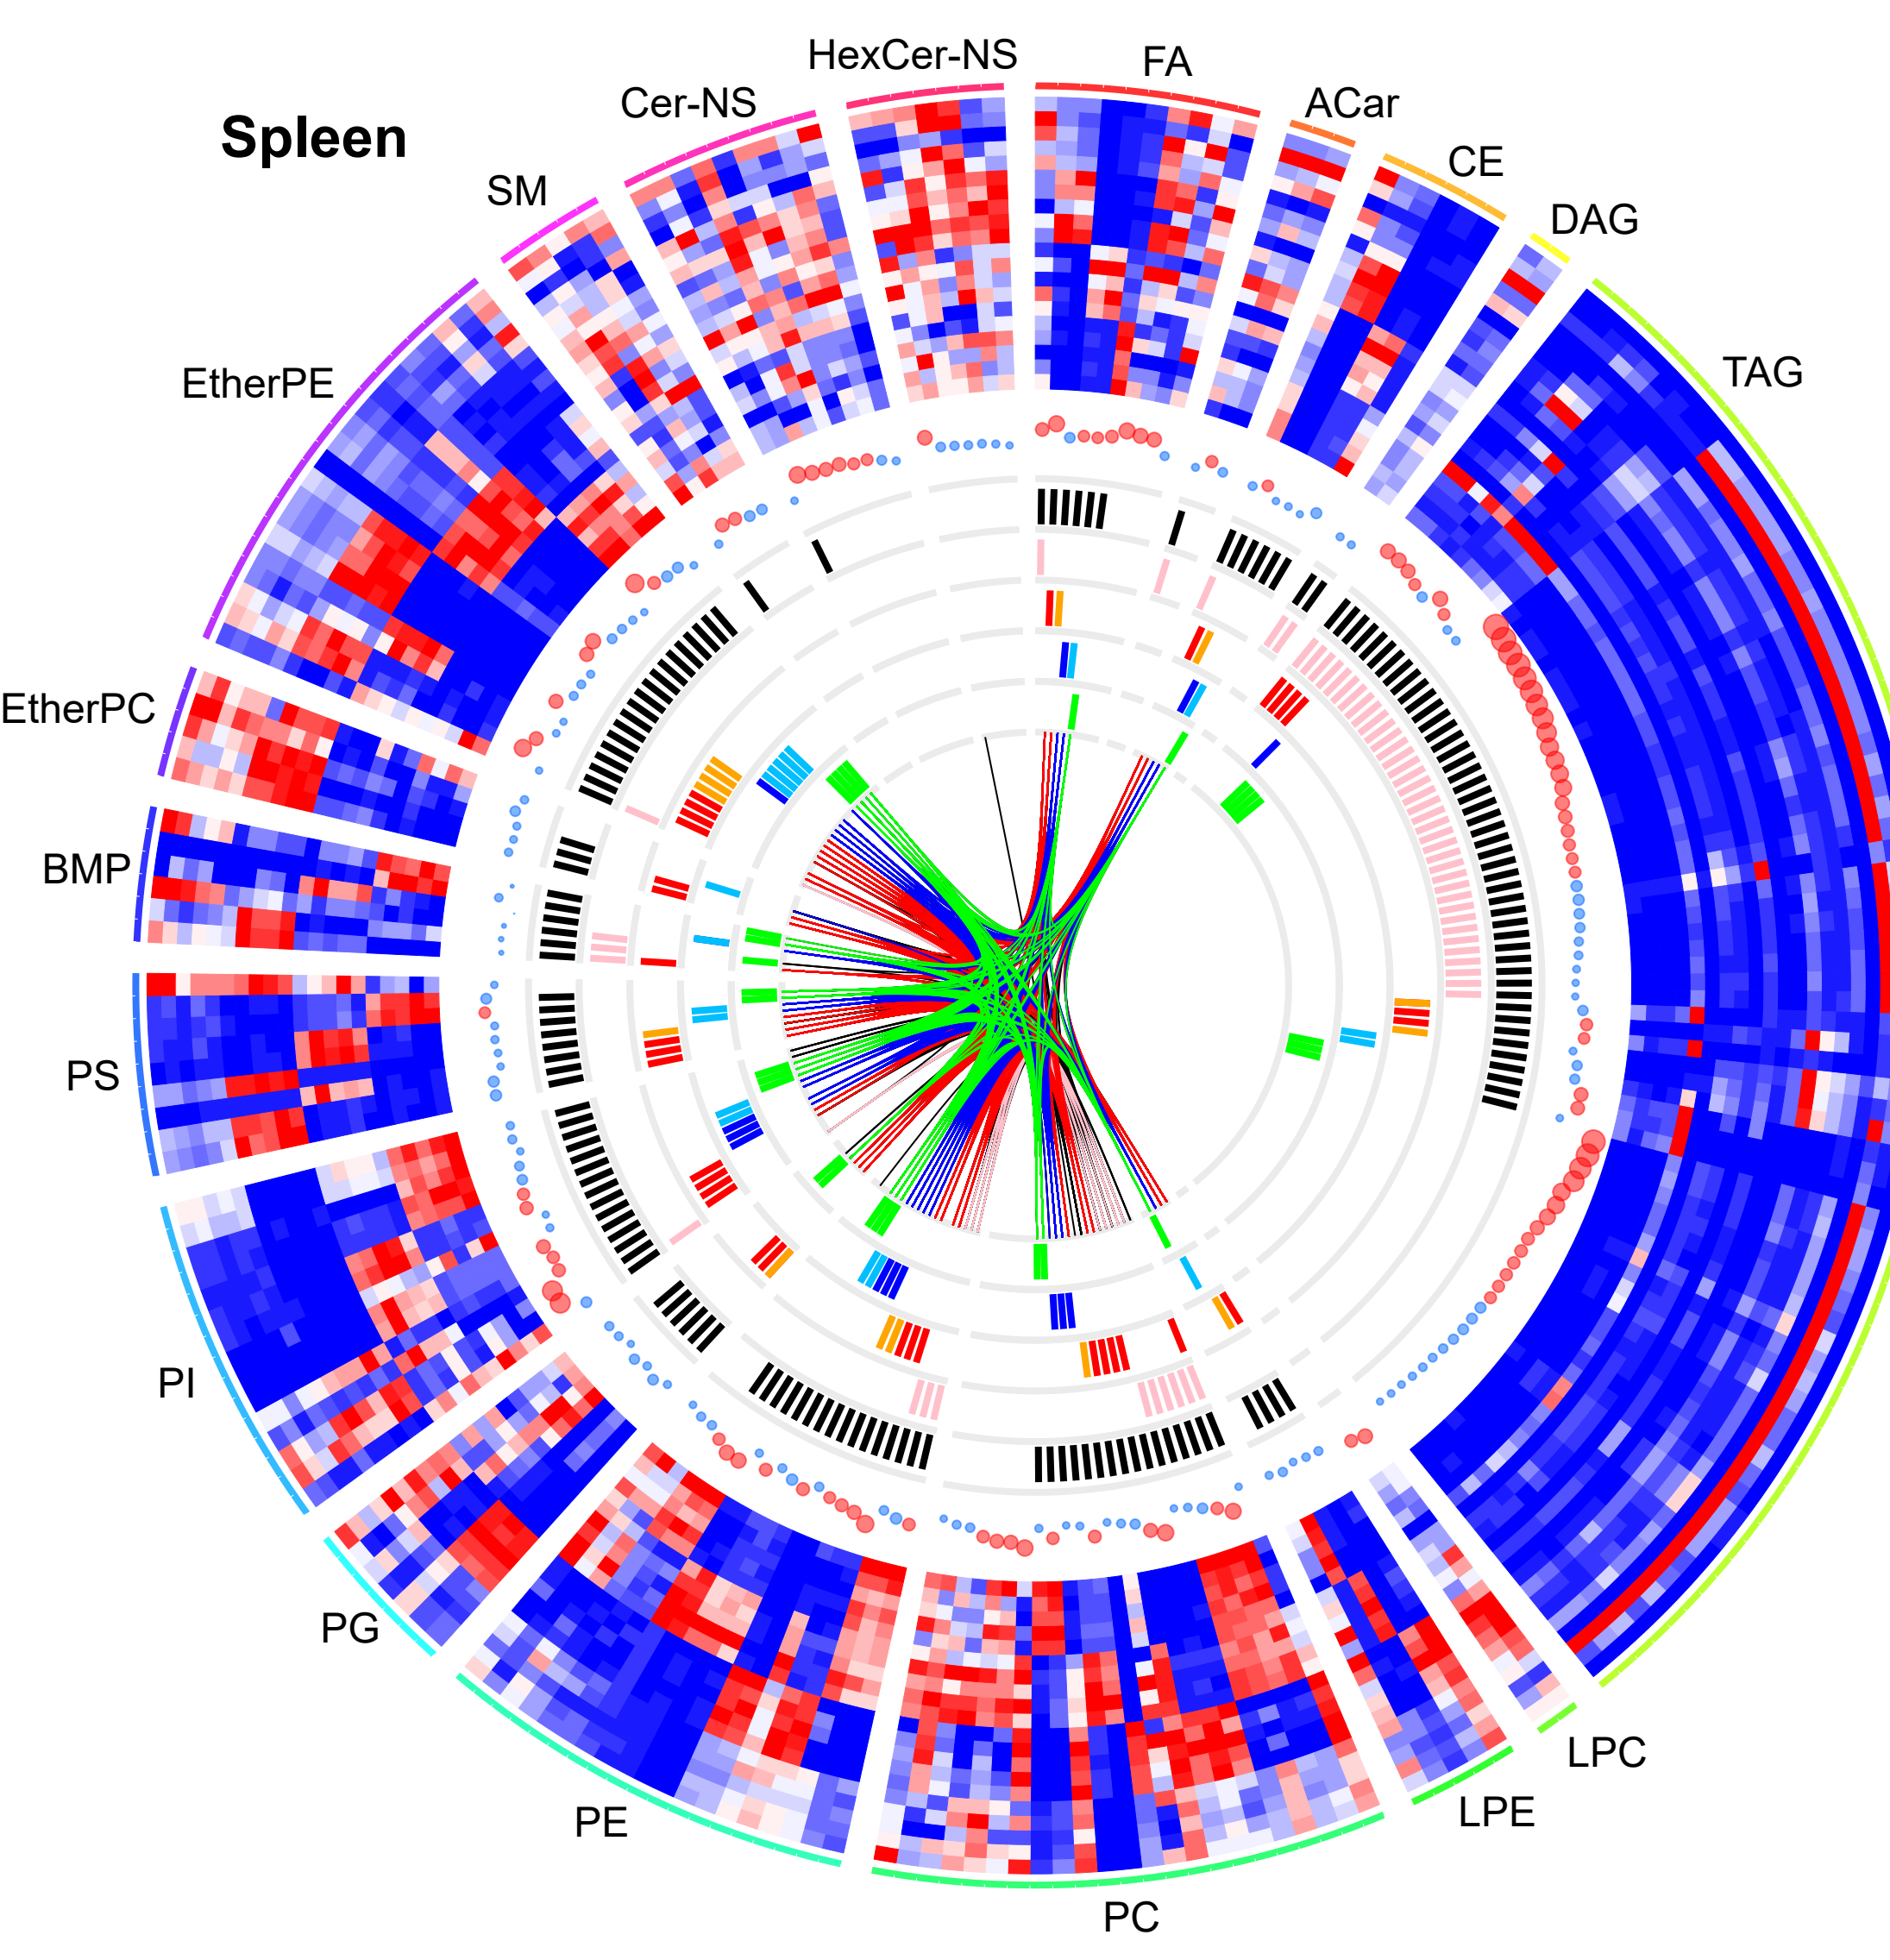 Spleen
HexCer-NS
FA
ACar
CE
DAG
TAG
LPC
LPE
PC
PE
PG
PI
PS
BMP
EtherPC
EtherPE
SM
Cer-NS